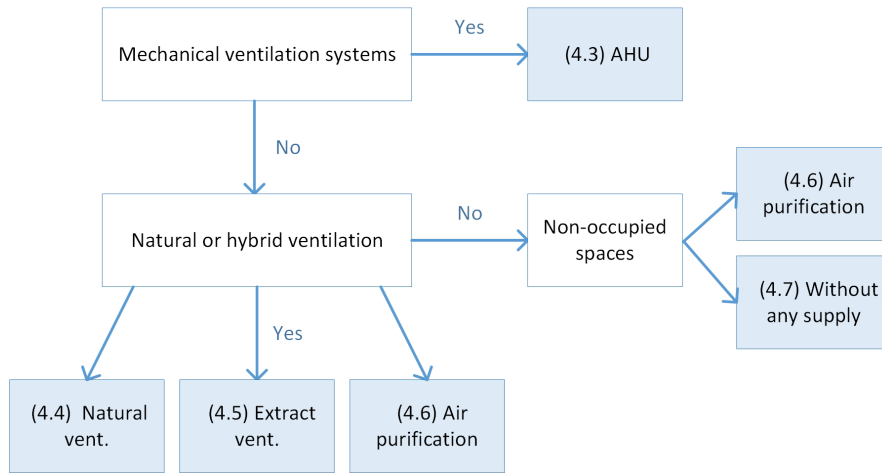 Mechanical ventilation systems
Yes
(4.3) AHU
No
Natural or hybrid ventilation
No
Non-occupied
spaces
(4.6) Air
purification
(4.7) Without
any supply
Yes
(4.4) Natural
vent.
(4.5) Extract
vent.
(4.6) Air
purification